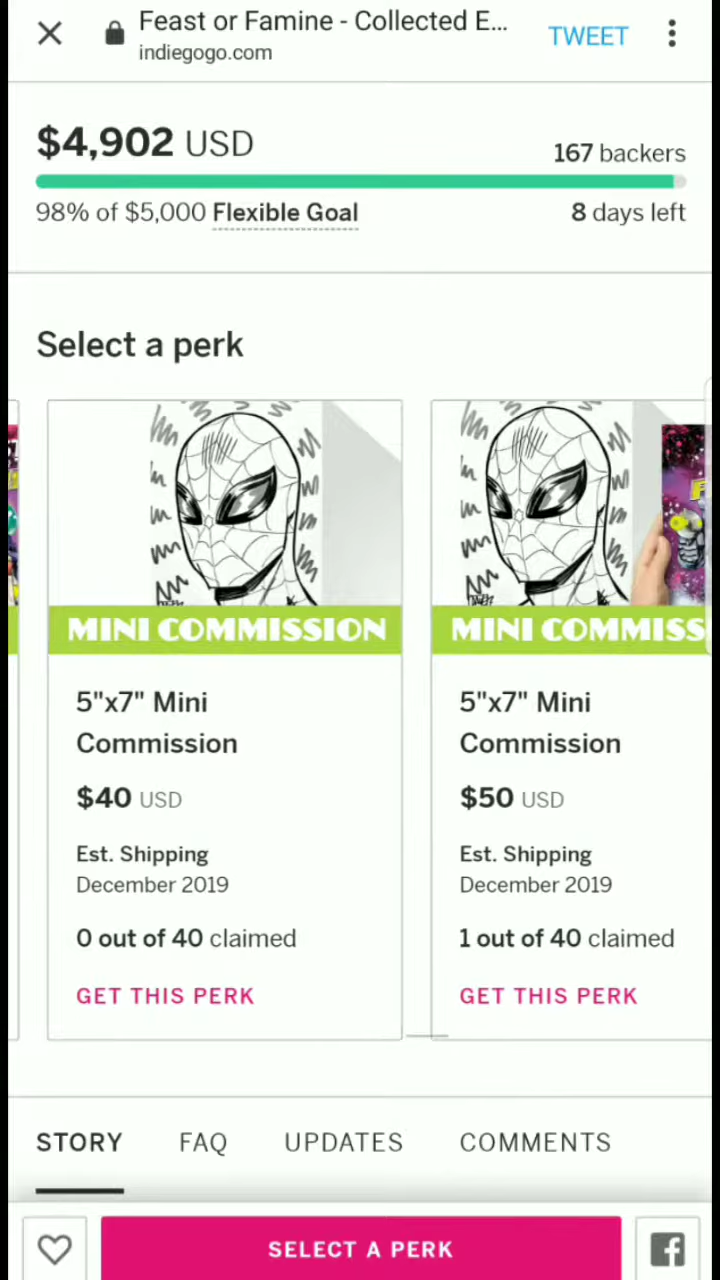 Feast or Famine - Collected E...
indiegogo.com
TWEET
$4,902 USD
167 backers
98% of $5,000 Flexible Goal
8 days left
Select a perk
MINI COMMISSION
MINI COMMISS
5"x7" Mini
Commission
$40 USD
Est. Shipping
December 2019
0 out of 40 claimed
GET THIS PERK
5"x7" Mini
Commission
$50 USD
Est. Shipping
December 2019
1 out of 40 claimed
GET THIS PERK
STORY FAQ UPDATES COMMENTS
SELECT A PERK